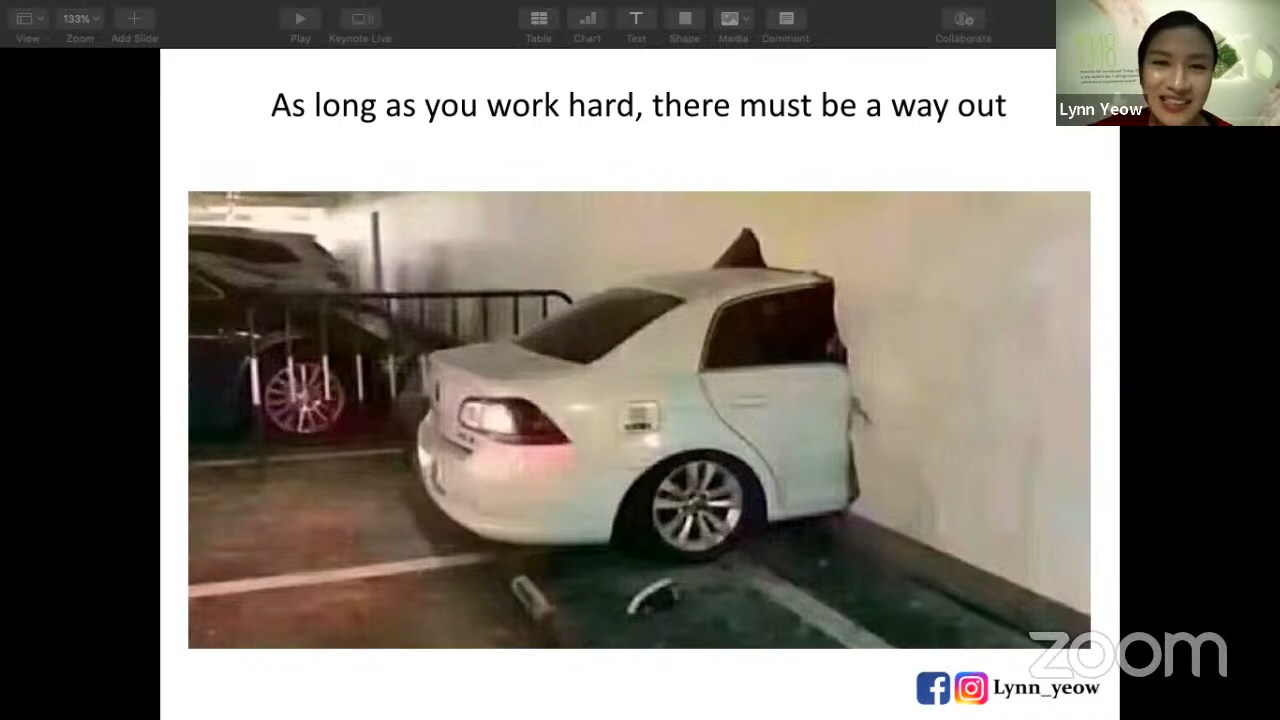 133%
View
Zoom
Add Slide
Play
Keynote Live
Table
Chart
Text
Shape
Media
Comment
Collaborate
Lynn Yeow
As long as you work hard, there must be a way out
zoom
Lynn_yeow